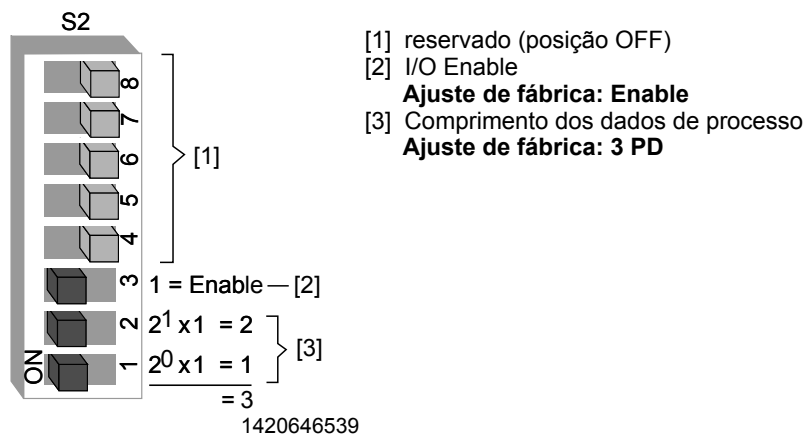 S2
8
7
6
[1]
5
4
3 1 = Enable — [2]
2 2¹ x 1 = 2
[3]
ON 1 2⁰ x 1 = 1
= 3
1420646539
[1] reservado (posição OFF)
[2] I/O Enable
Ajuste de fábrica: Enable
[3] Comprimento dos dados de processo
Ajuste de fábrica: 3 PD